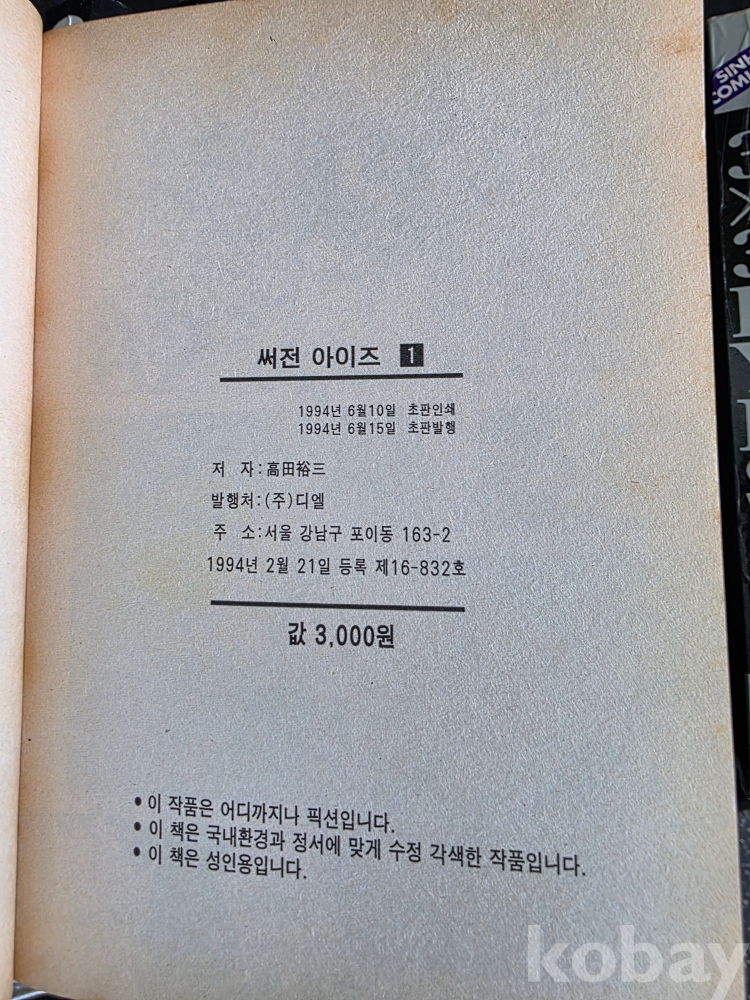 써전 아이즈 1
1994년 6월10일 초판인쇄
1994년 6월15일 초판발행
저 자:高田裕三
발행처:(주)디엘
주 소:서울 강남구 포이동 163-2
1994년 2월 21일 등록 제16-832호
값 3,000원
• 이 작품은 어디까지나 픽션입니다.
• 이 책은 국내환경과 정서에 맞게 수정 각색한 작품입니다.
• 이 책은 성인용입니다.
kobay